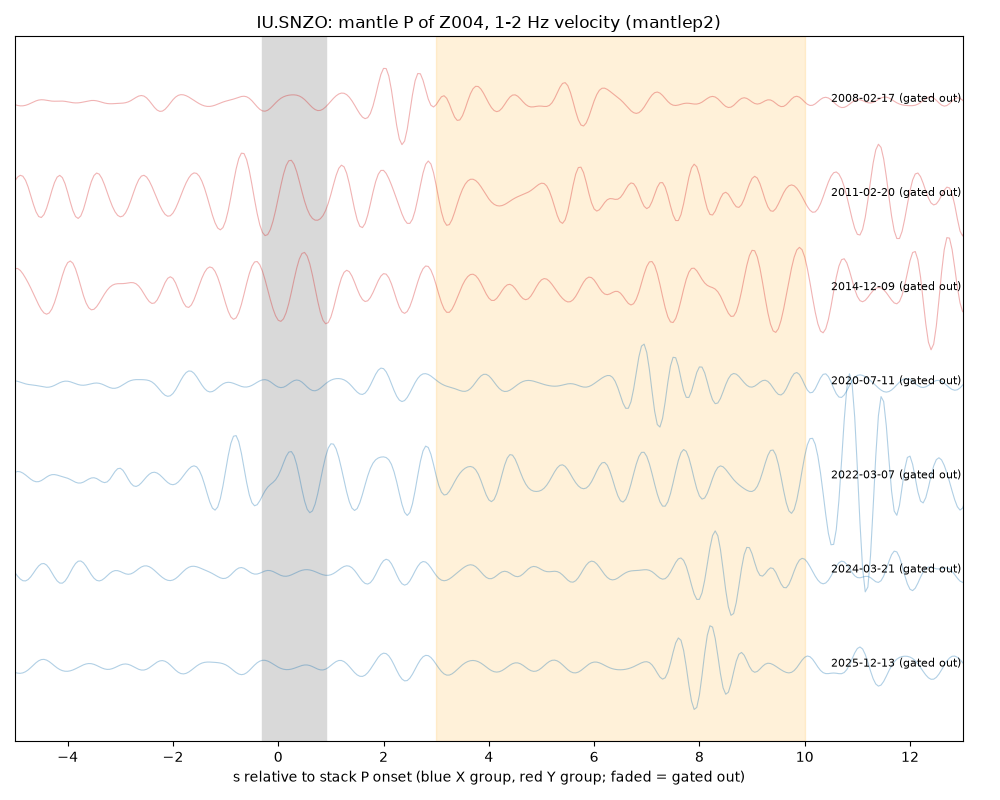 IU.SNZO: mantle P of Z004, 1-2 Hz velocity (mantlep2)
2008-02-17 (gated out)
2011-02-20 (gated out)
2014-12-09 (gated out)
2020-07-11 (gated out)
2022-03-07 (gated out)
2024-03-21 (gated out)
2025-12-13 (gated out)
−4 −2 0 2 4 6 8 10 12
s relative to stack P onset (blue X group, red Y group; faded = gated out)